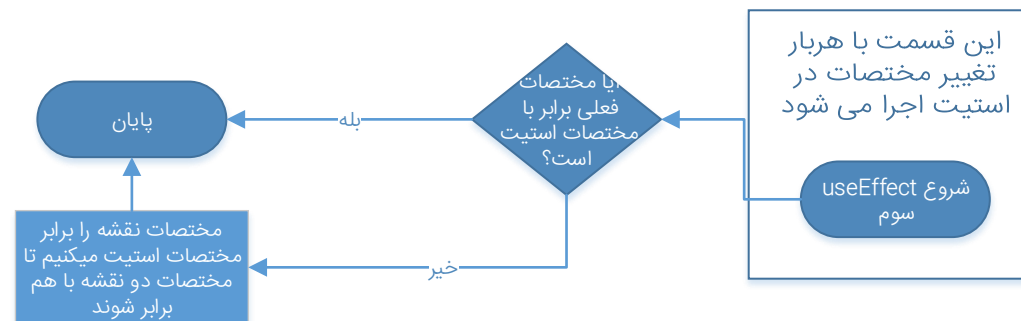 این قسمت با هربار
تغییر مختصات در
استیت اجرا می شود
شروع useEffect
سوم
آیا مختصات
فعلی برابر با
مختصات استیت
است؟
بله
پایان
خیر
مختصات نقشه را برابر
مختصات استیت میکنیم تا
مختصات دو نقشه با هم
برابر شوند